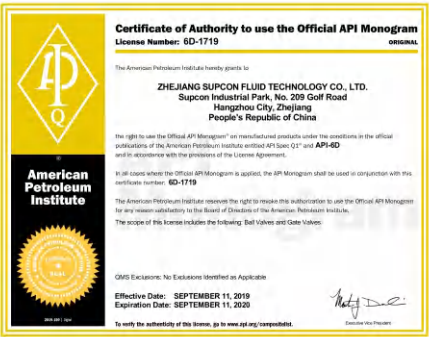 Certificate of Authority to use the Official API Monogram
License Number: 6D-1719
ORIGINAL
The American Petroleum Institute hereby grants to
ZHEJIANG SUPCON FLUID TECHNOLOGY CO., LTD.
Supcon Industrial Park, No. 209 Golf Road
Hangzhou City, Zhejiang
People's Republic of China
the right to use the Official API Monogram® on manufactured products under the conditions in the official
publications of the American Petroleum Institute entitled API Spec Q1® and API-6D
and in accordance with the provisions of the License Agreement.
In all cases where the Official API Monogram is applied, the API Monogram shall be used in conjunction with this
certificate number: 6D-1719
The American Petroleum Institute reserves the right to revoke this authorization to use the Official API Monogram
for any reason satisfactory to the Board of Directors of the American Petroleum Institute.
The scope of this license includes the following: Ball Valves and Gate Valves
QMS Exclusions: No Exclusions Identified as Applicable
Effective Date: SEPTEMBER 11, 2019
Expiration Date: SEPTEMBER 11, 2020
To verify the authenticity of this license, go to www.api.org/compositelist.
Executive Vice President
API
Q
®
American
Petroleum
Institute